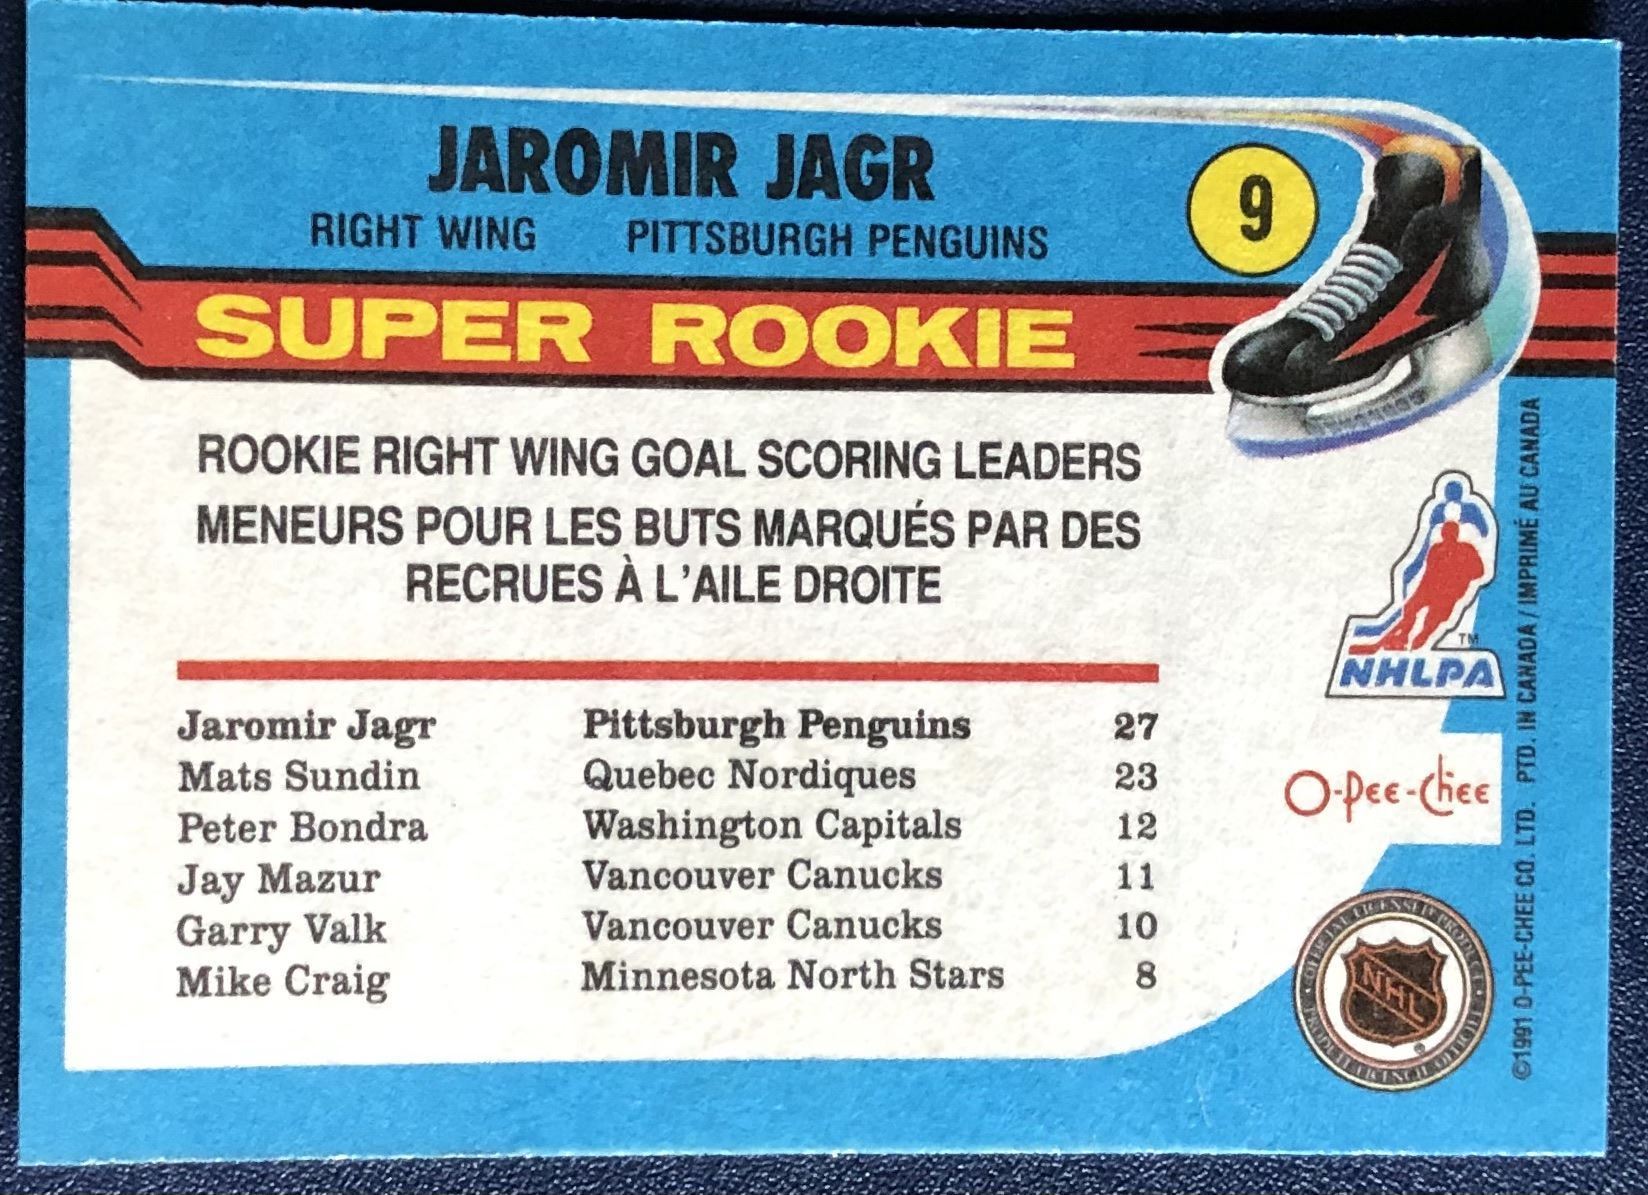 JAROMIR JAGR
9
RIGHT WING PITTSBURGH PENGUINS
SUPER ROOKIE
ROOKIE RIGHT WING GOAL SCORING LEADERS
MENEURS POUR LES BUTS MARQUÉS PAR DES
RECRUES À L'AILE DROITE
Jaromir Jagr Pittsburgh Penguins 27
Mats Sundin Quebec Nordiques 23
Peter Bondra Washington Capitals 12
Jay Mazur Vancouver Canucks 11
Garry Valk Vancouver Canucks 10
Mike Craig Minnesota North Stars 8
TM
NHLPA
O-Pee-Chee
NHL
©1991 O-PEE-CHEE CO. LTD. PTD. IN CANADA / IMPRIMÉ AU CANADA